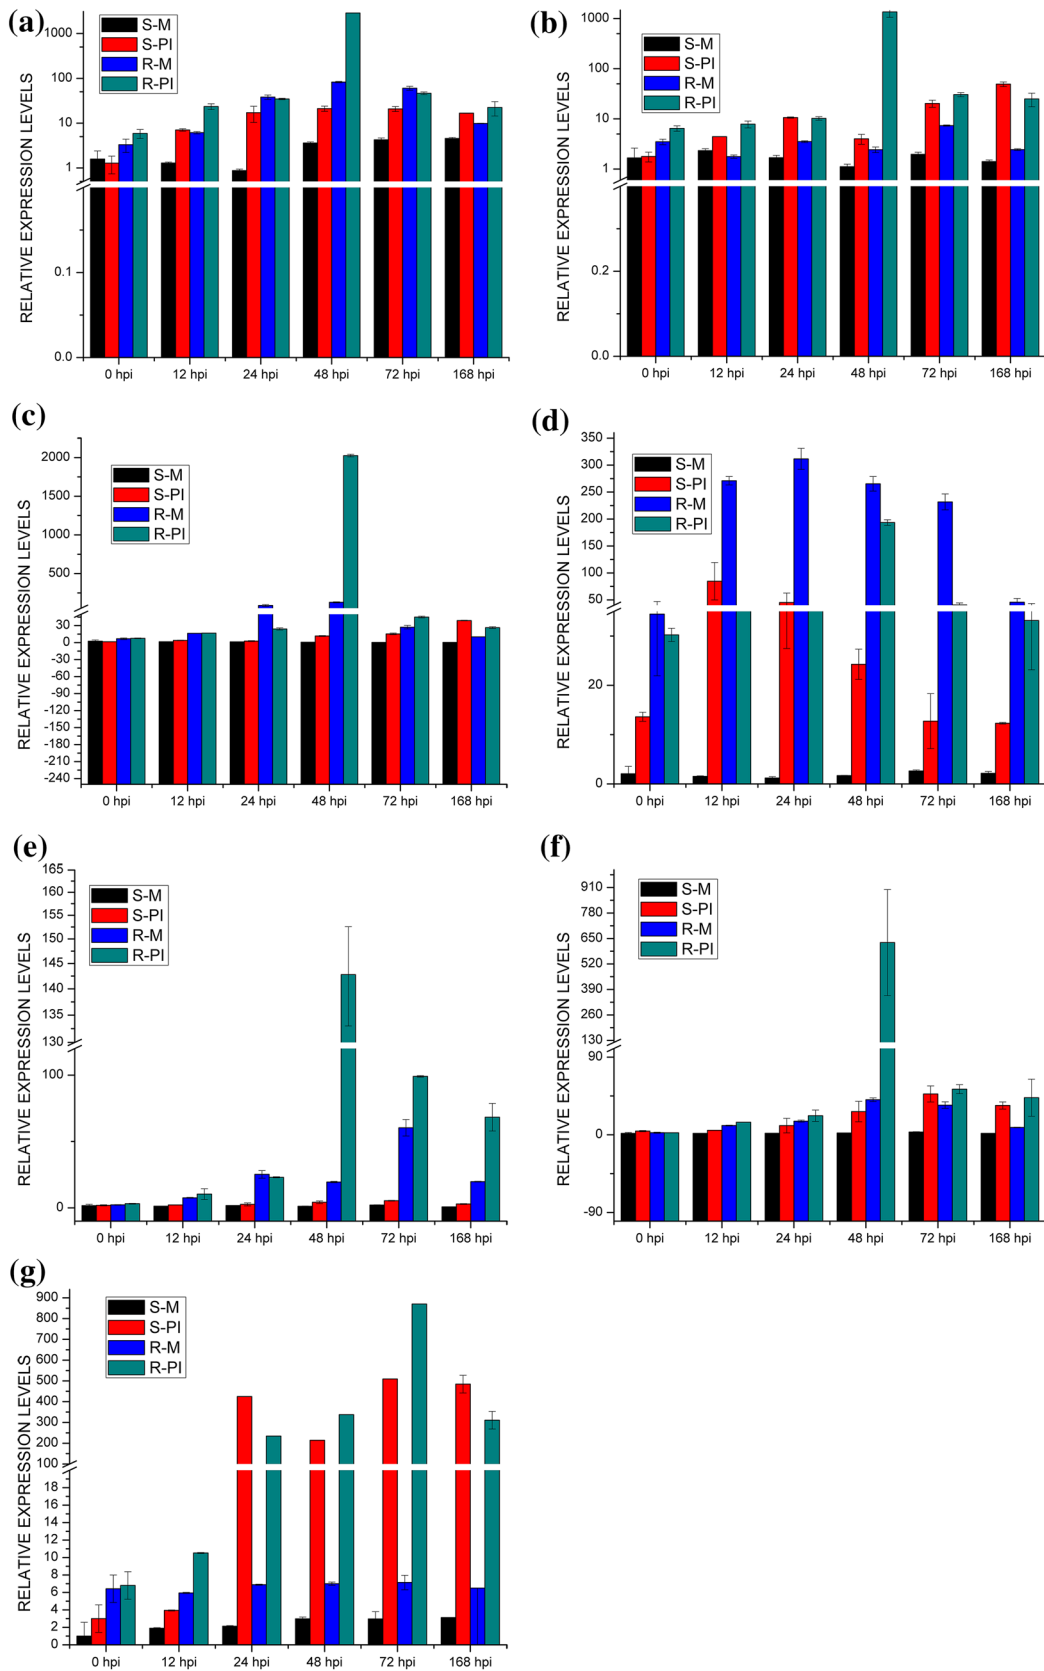 (a)
RELATIVE EXPRESSION LEVELS
1000
100
10
1
0.1
0.0
S-M
S-PI
R-M
R-PI
0 hpi 12 hpi 24 hpi 48 hpi 72 hpi 168 hpi
(b)
RELATIVE EXPRESSION LEVELS
1000
100
10
1
0.2
0.0
S-M
S-PI
R-M
R-PI
0 hpi 12 hpi 24 hpi 48 hpi 72 hpi 168 hpi
(c)
RELATIVE EXPRESSION LEVELS
2000
1500
1000
500
30
0
-30
-60
-90
-120
-150
-180
-210
-240
S-M
S-PI
R-M
R-PI
0 hpi 12 hpi 24 hpi 48 hpi 72 hpi 168 hpi
(d)
RELATIVE EXPRESSION LEVELS
350
300
250
200
150
100
50
20
0
S-M
S-PI
R-M
R-PI
0 hpi 12 hpi 24 hpi 48 hpi 72 hpi 168 hpi
(e)
RELATIVE EXPRESSION LEVELS
165
160
155
150
145
140
135
130
100
0
S-M
S-PI
R-M
R-PI
0 hpi 12 hpi 24 hpi 48 hpi 72 hpi 168 hpi
(f)
RELATIVE EXPRESSION LEVELS
910
780
650
520
390
260
130
90
0
-90
S-M
S-PI
R-M
R-PI
0 hpi 12 hpi 24 hpi 48 hpi 72 hpi 168 hpi
(g)
RELATIVE EXPRESSION LEVELS
900
800
700
600
500
400
300
200
100
18
16
14
12
10
8
6
4
2
0
S-M
S-PI
R-M
R-PI
0 hpi 12 hpi 24 hpi 48 hpi 72 hpi 168 hpi